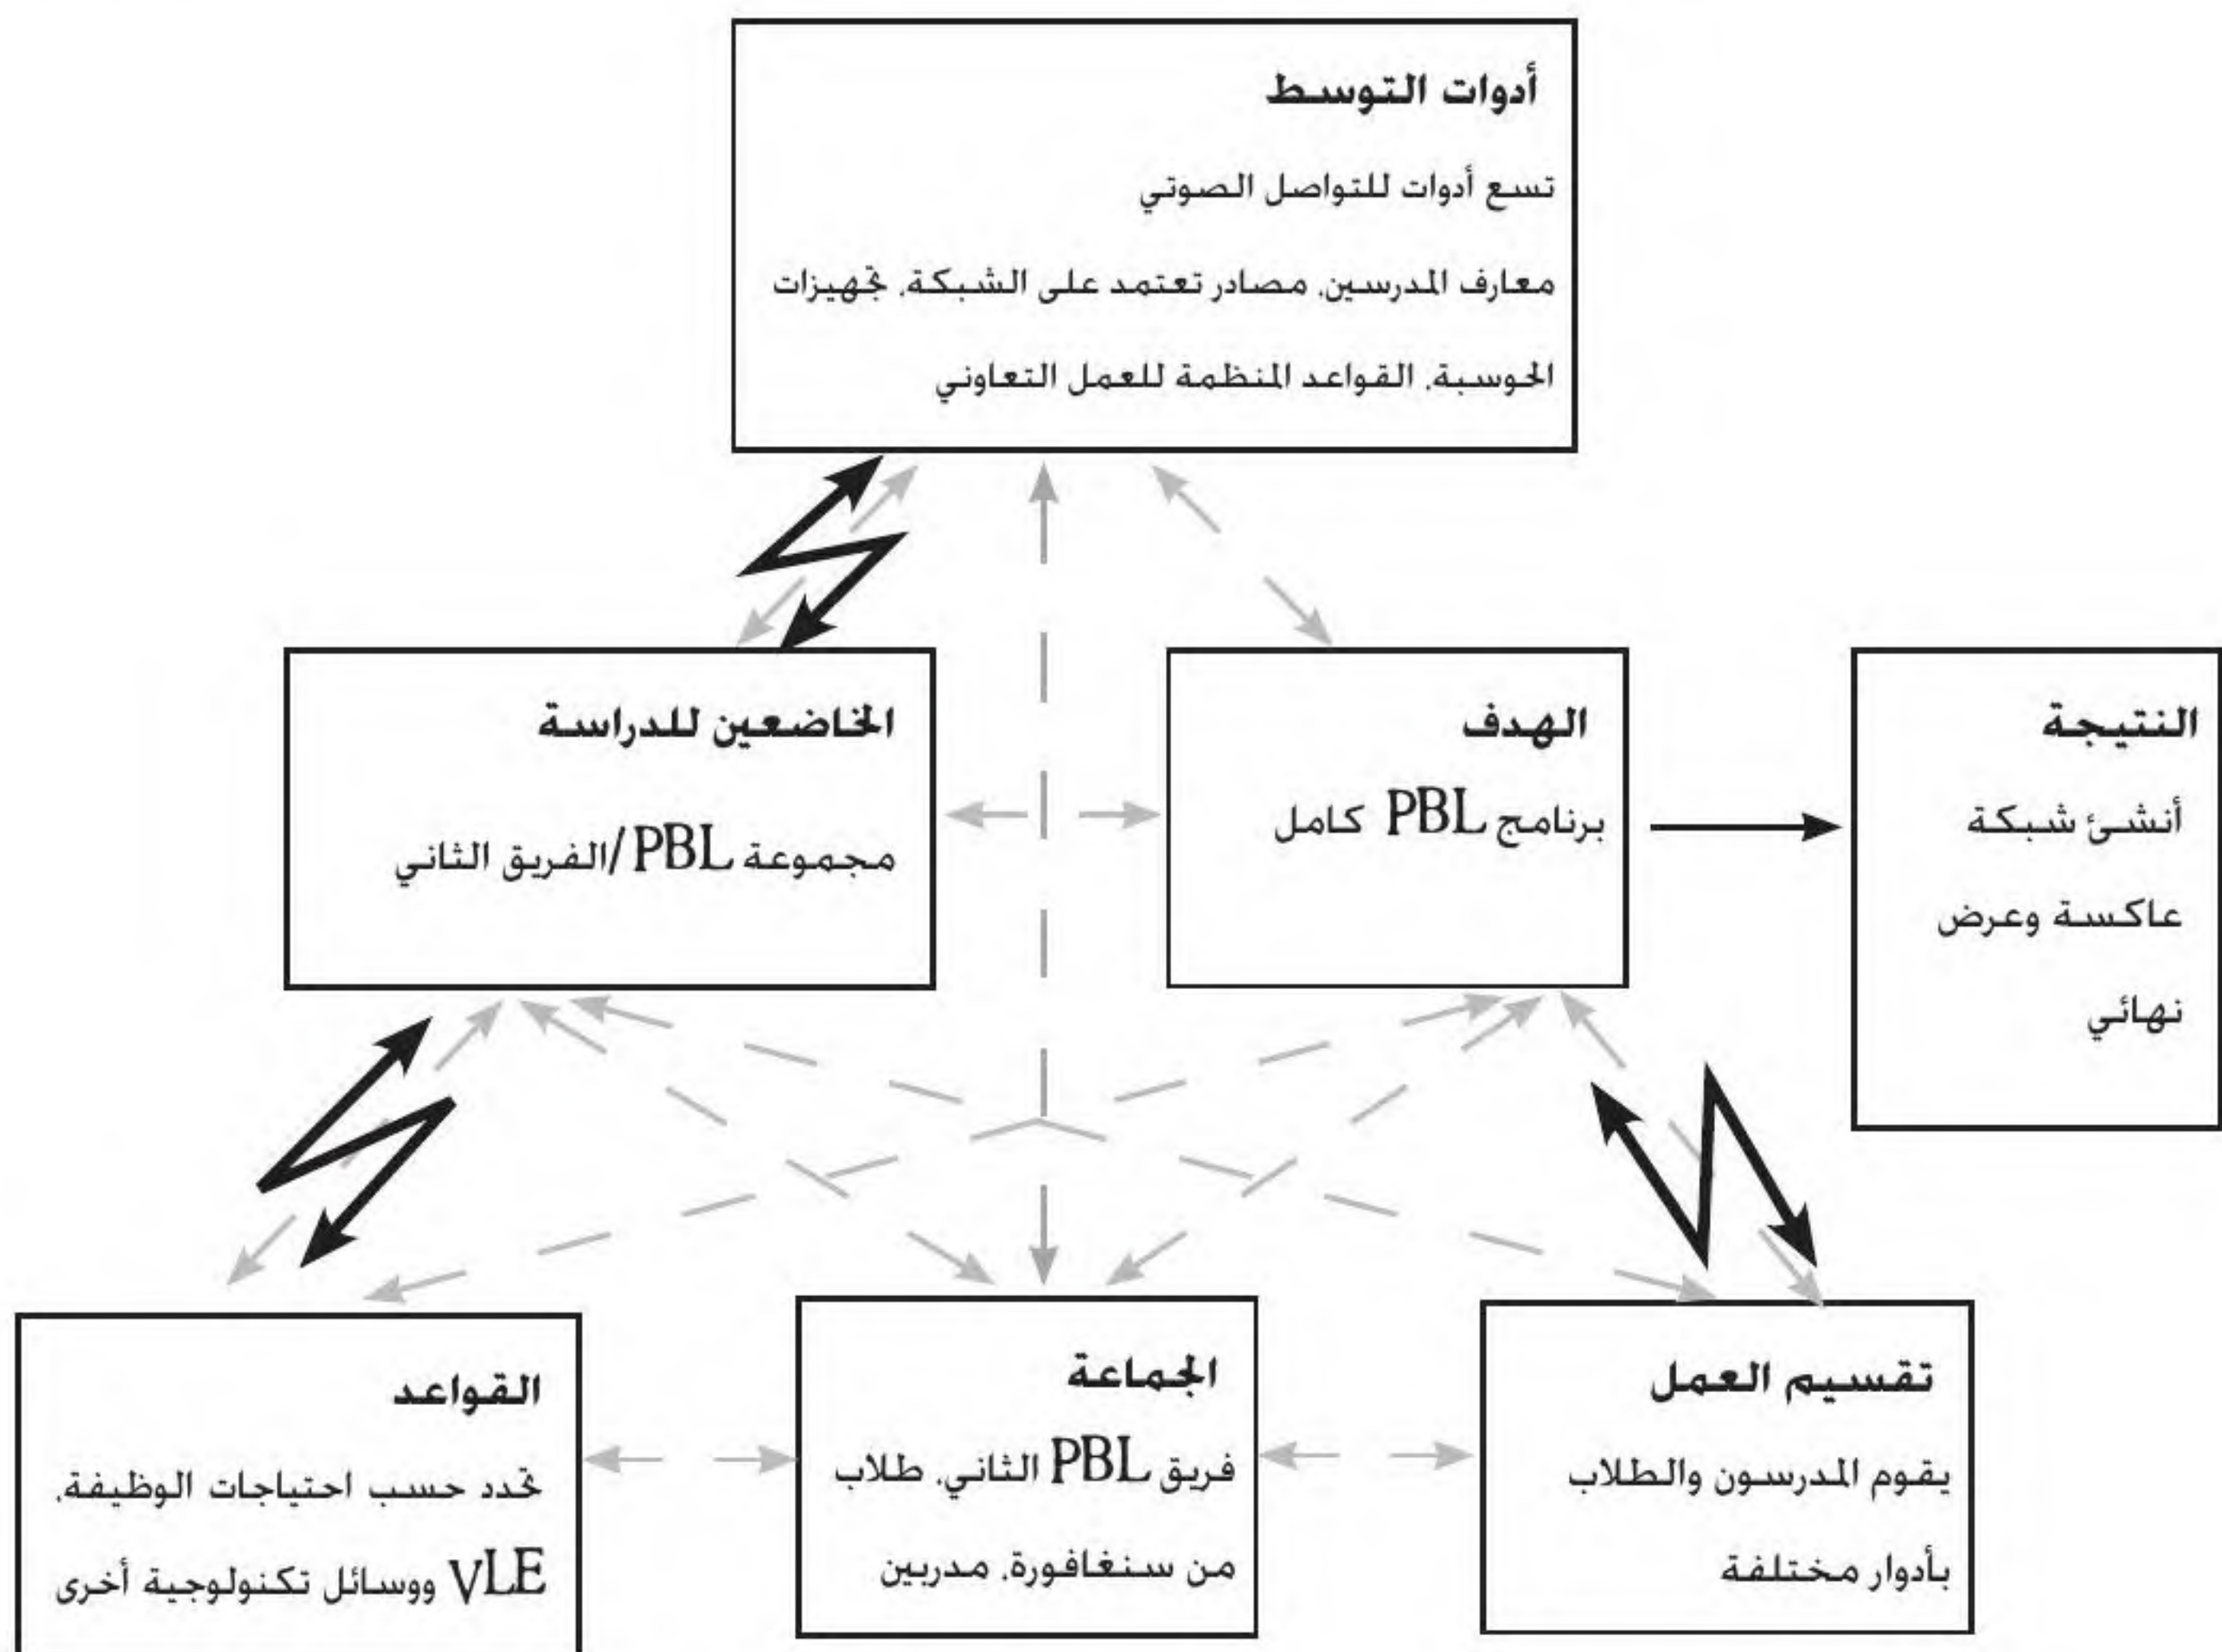 أدوات التوسط
تسع أدوات للتواصل الصوتي
معارف المدرسين، مصادر تعتمد على الشبكة، تجهيزات
الحوسبة، القواعد المنظمة للعمل التعاوني
الخاضعين للدراسة
مجموعة PBL/الفريق الثاني
الهدف
برنامج PBL كامل
النتيجة
أنشئ شبكة
عاكسة وعرض
نهائي
القواعد
تحدد حسب احتياجات الوظيفة،
VLE ووسائل تكنولوجية أخرى
الجماعة
فريق PBL الثاني، طلاب
من سنغافورة، مدربين
تقسيم العمل
يقوم المدرسون والطلاب
بأدوار مختلفة